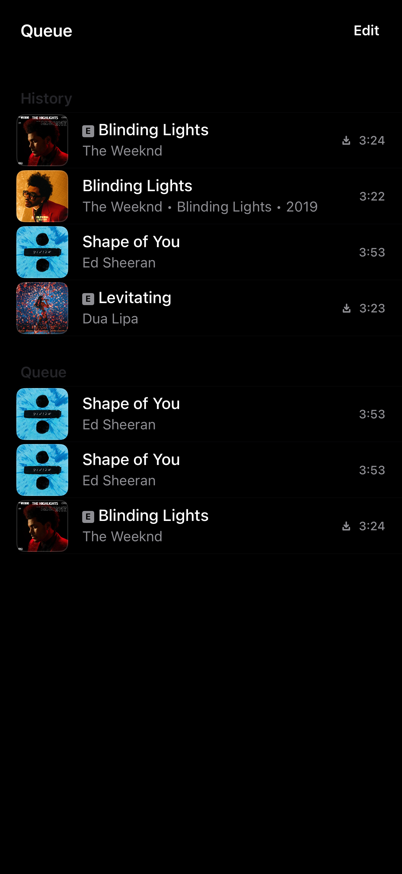 Queue
Edit
History
E Blinding Lights
The Weeknd
3:24
Blinding Lights
The Weeknd • Blinding Lights • 2019
3:22
Shape of You
Ed Sheeran
3:53
E Levitating
Dua Lipa
3:23
Queue
Shape of You
Ed Sheeran
3:53
Shape of You
Ed Sheeran
3:53
THE HIGHLIGHTS
E Blinding Lights
The Weeknd
3:24